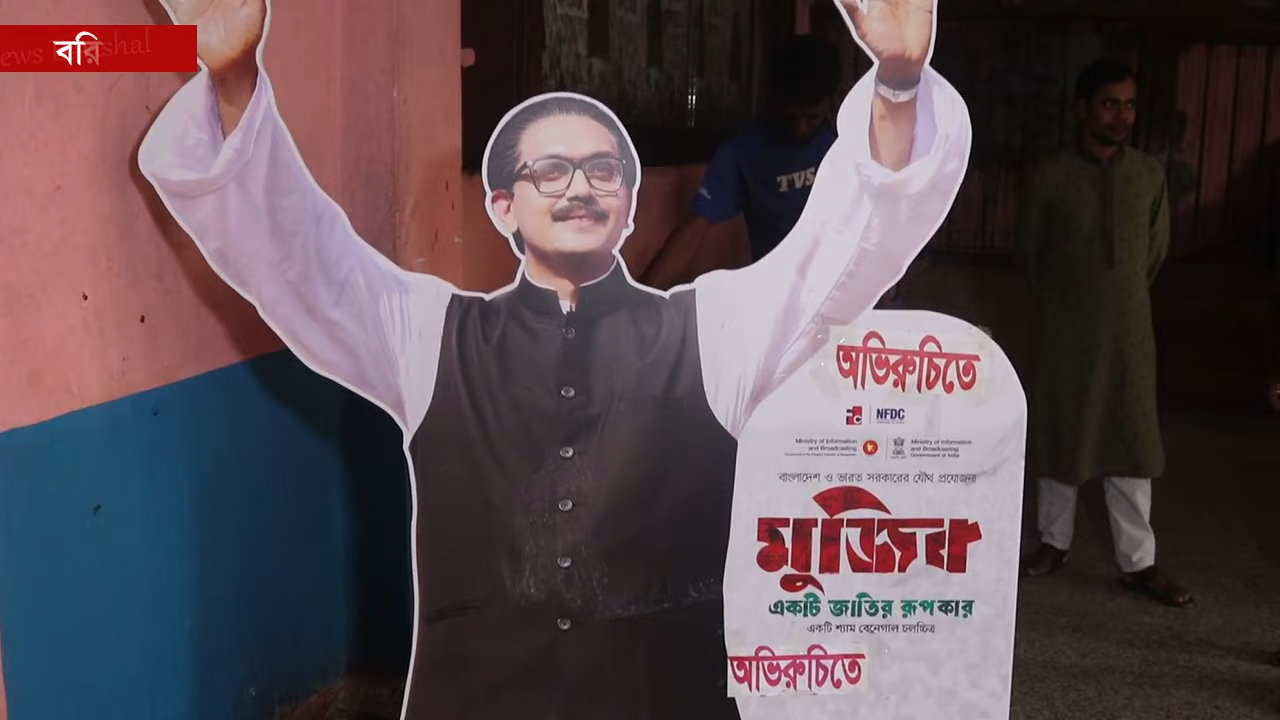 বরি
TVS
অভিরুচিতে
NFDC
Ministry of Information and Broadcasting
Ministry of Information and Broadcasting
Government of India
বাংলাদেশ ও ভারত সরকারের যৌথ প্রযোজনা
মুজিব
একটি জাতির রূপকার
একটি শ্যাম বেনেগাল চলচ্চিত্র
অভিরুচিতে